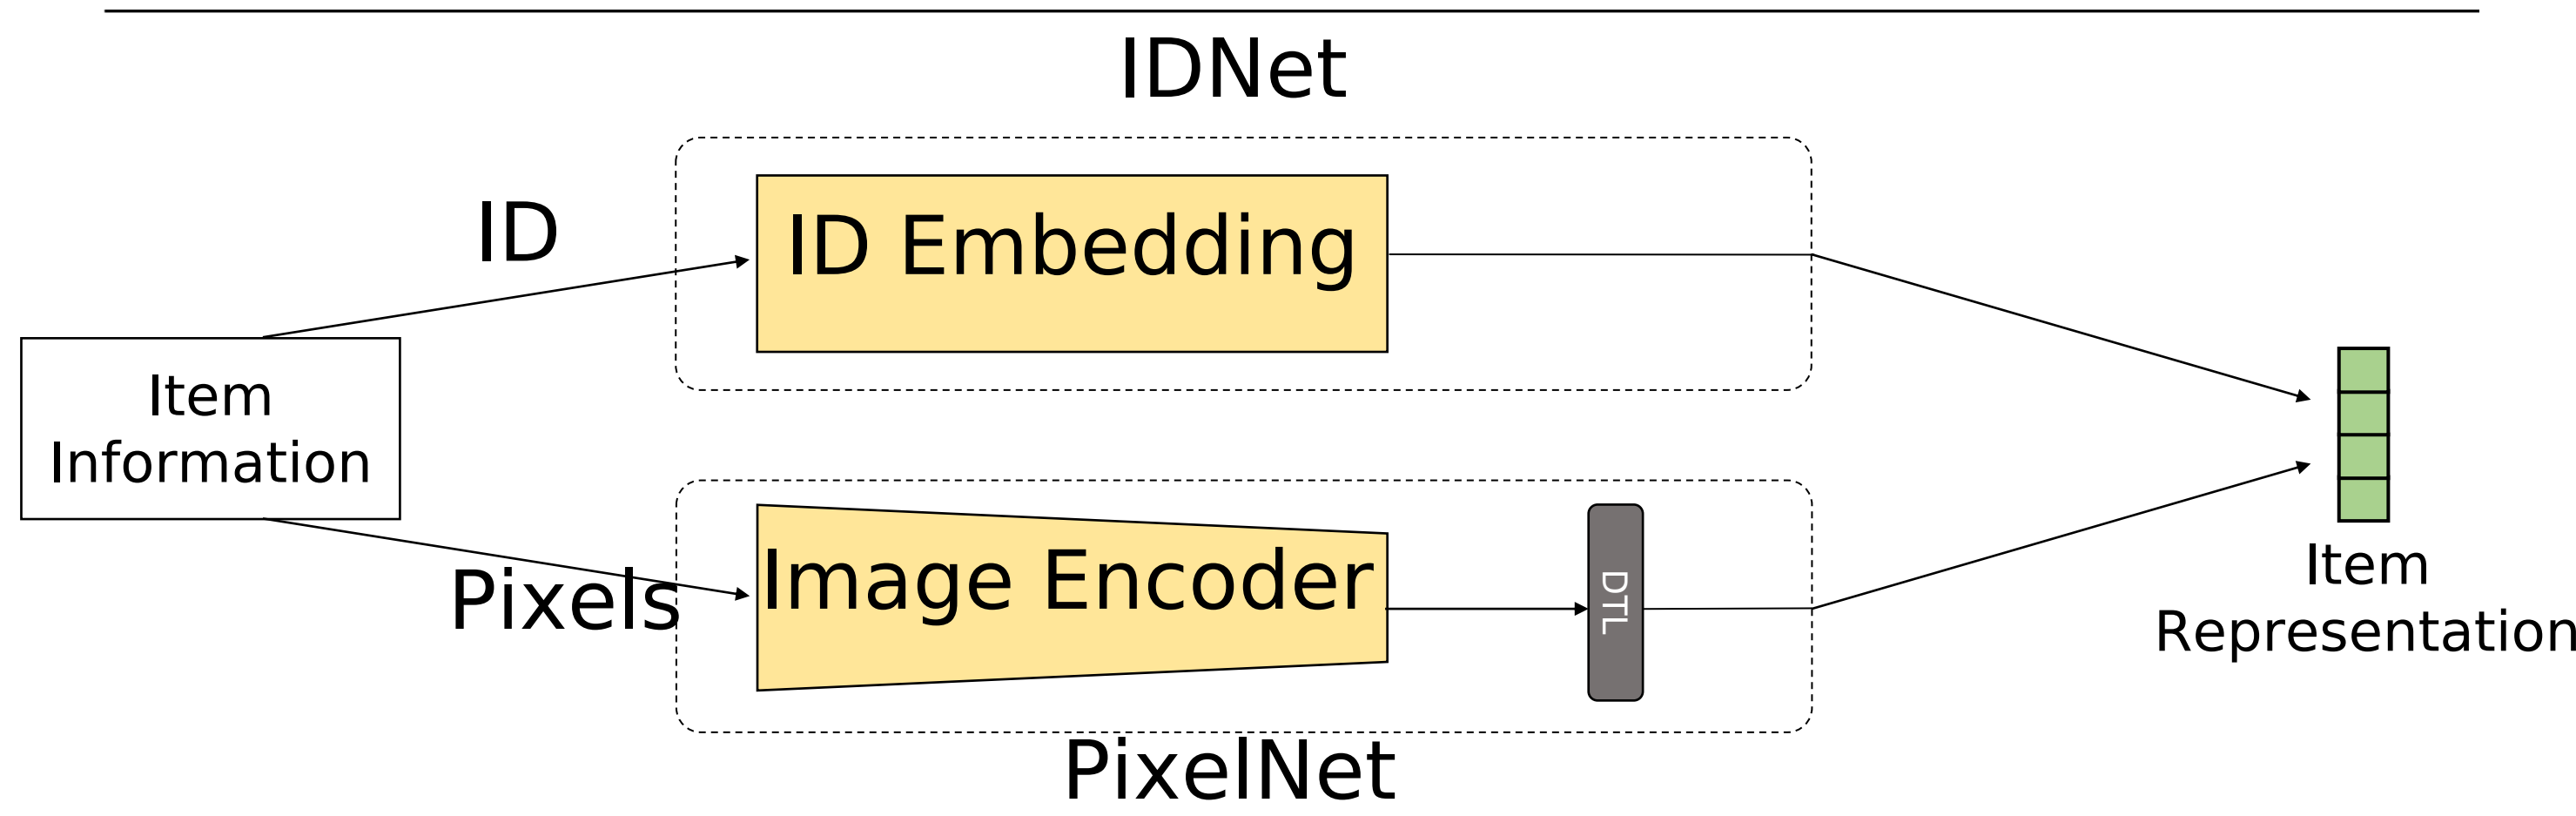 IDNet
ID
ID Embedding
Item
Information
Pixels
Image Encoder
DTL
Item
Representation
PixelNet